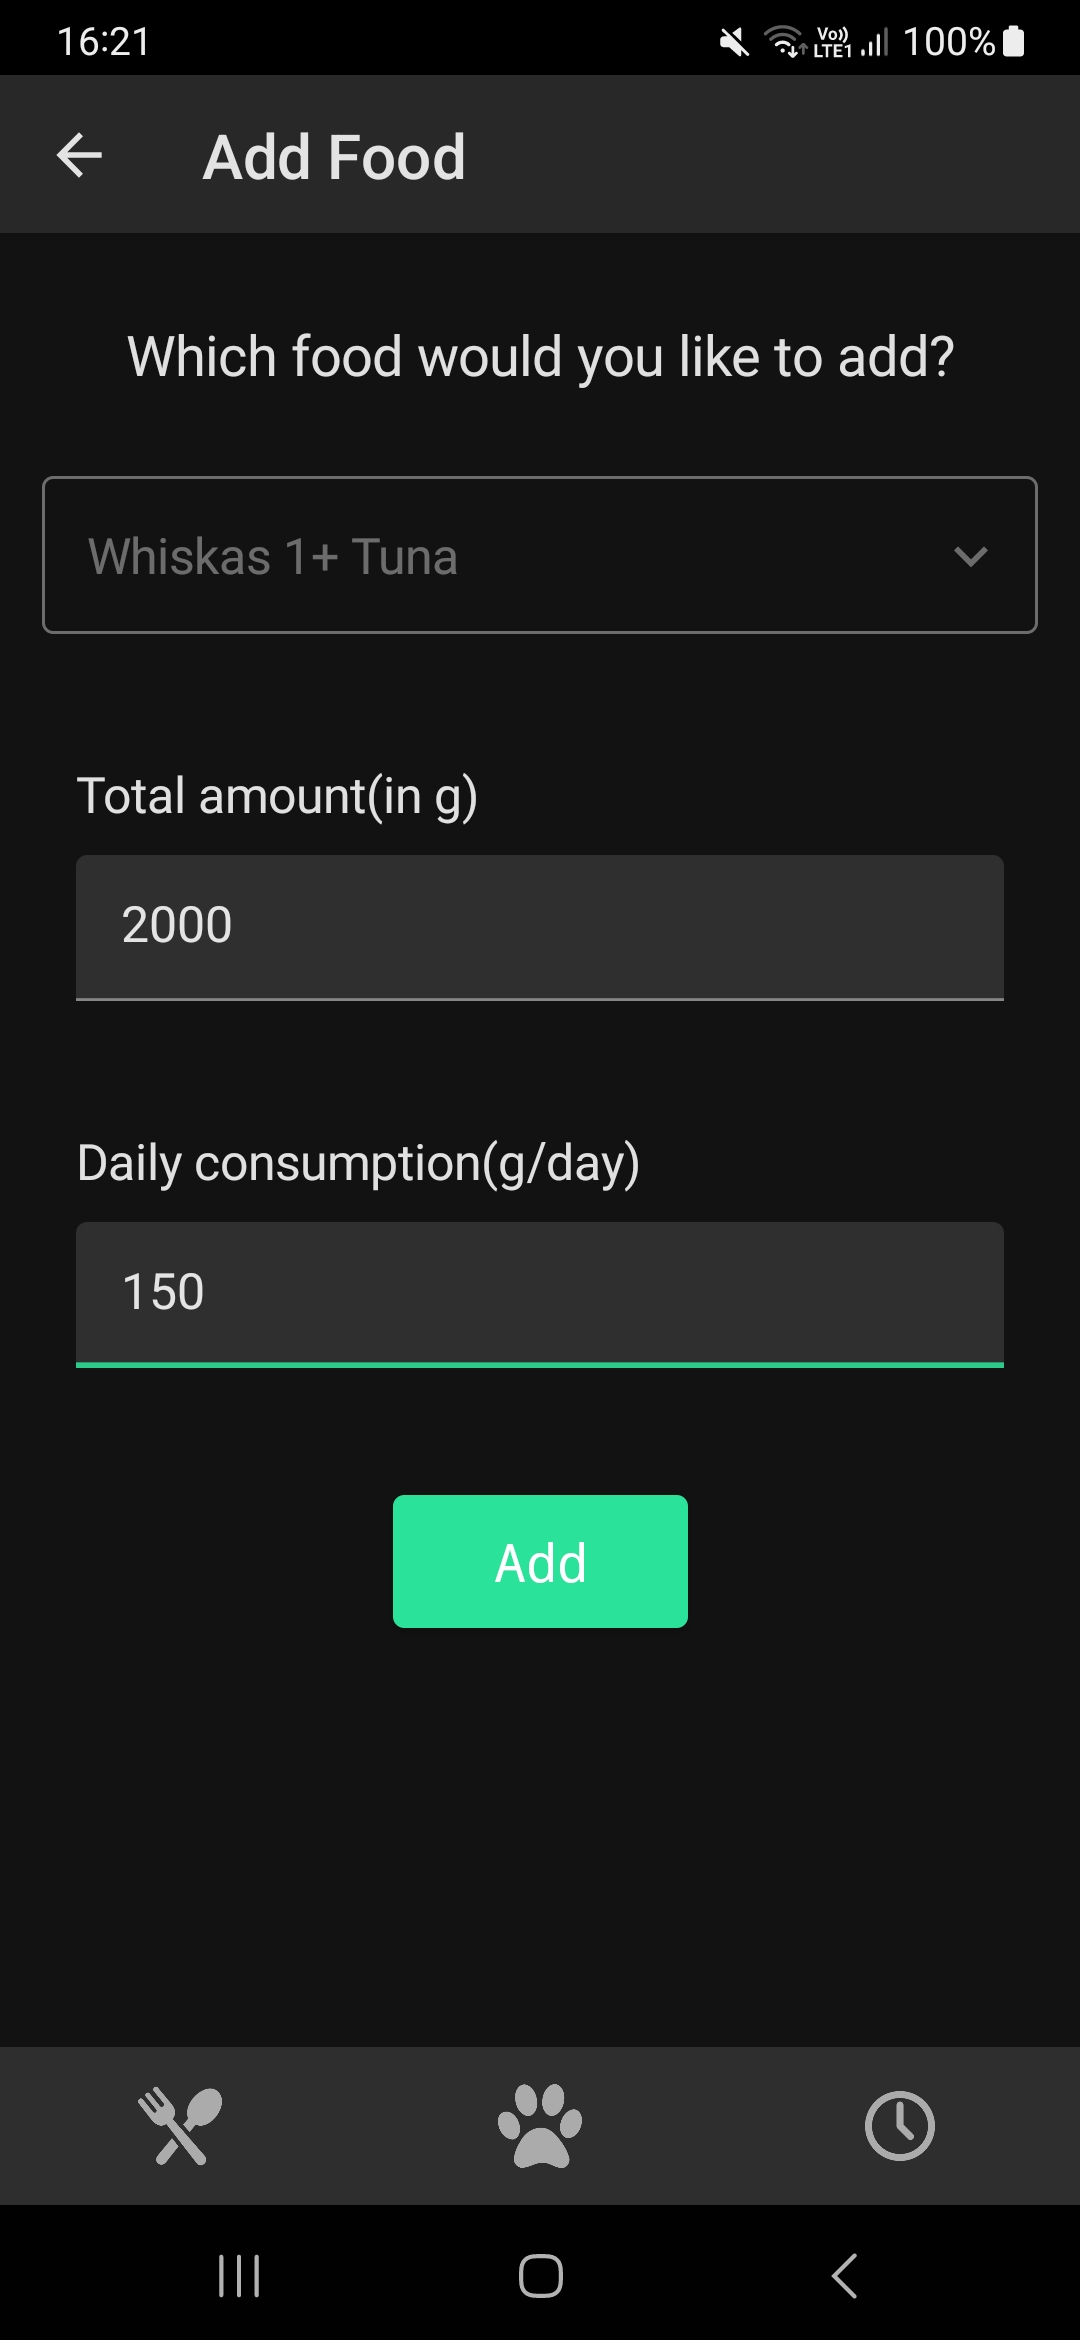 16:21
Vo)) LTE1 100%
Add Food
Which food would you like to add?
Whiskas 1+ Tuna
Total amount(in g)
2000
Daily consumption(g/day)
150
Add